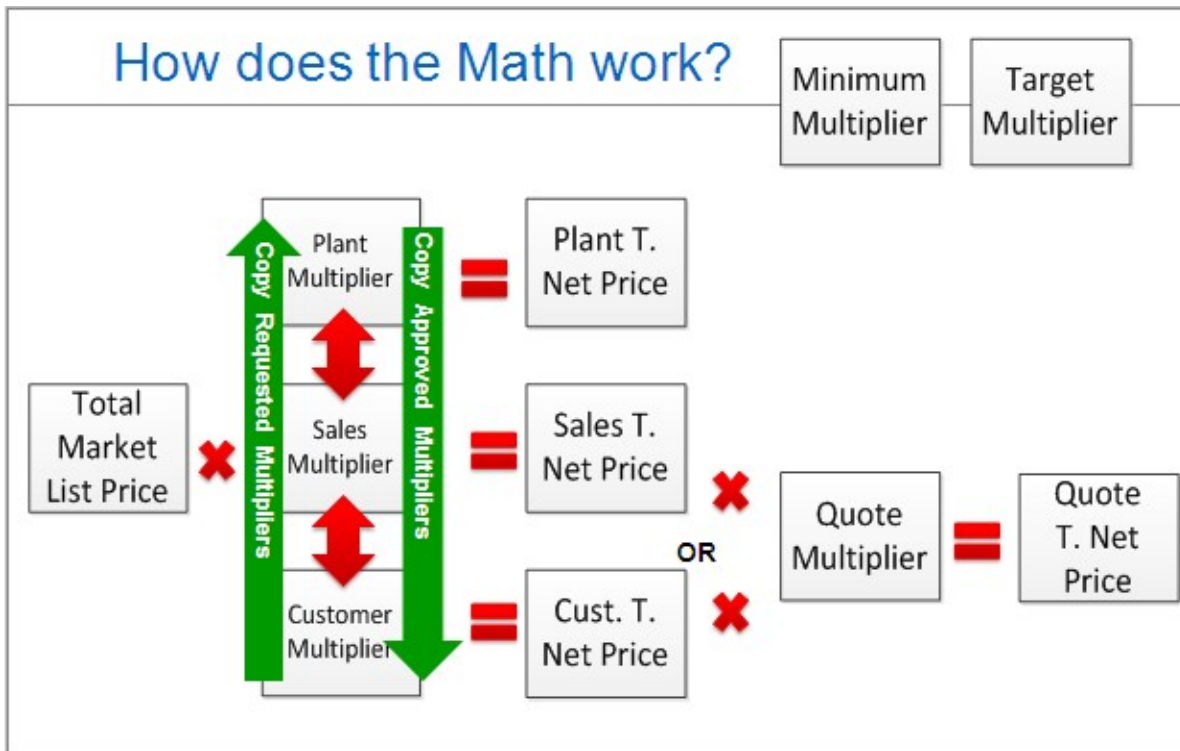 How does the Math work?
Minimum
Multiplier
Target
Multiplier
Plant
Multiplier
Plant T.
Net Price
Copy Requested Multipliers
Copy Approved Multipliers
Total
Market
List Price
Sales
Multiplier
Sales T.
Net Price
Quote
Multiplier
Quote
T. Net
Price
OR
Customer
Multiplier
Cust. T.
Net Price